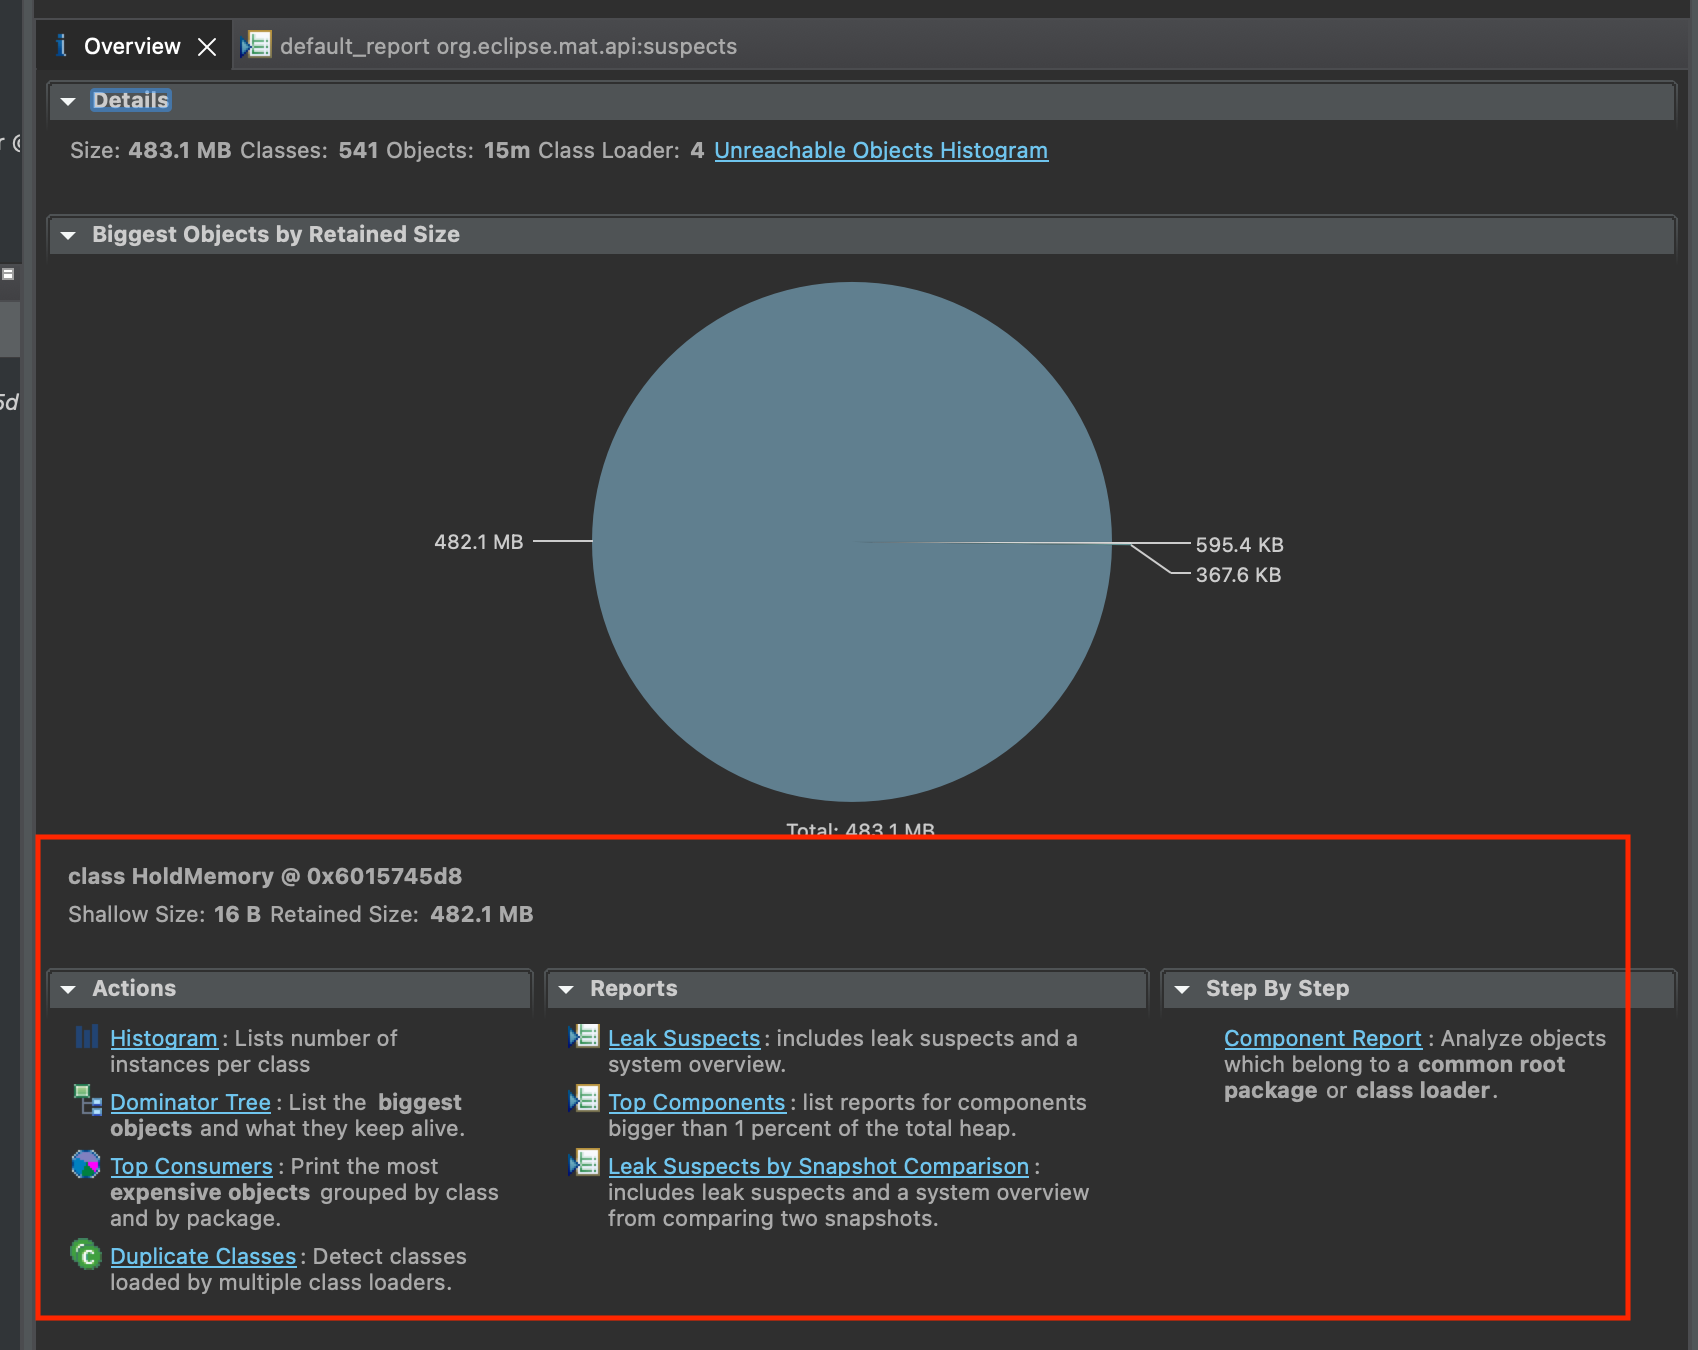 Overview
default_report org.eclipse.mat.api:suspects
Details
r @
Size: 483.1 MB Classes: 541 Objects: 15m Class Loader: 4 Unreachable Objects Histogram
Biggest Objects by Retained Size
5d
482.1 MB
595.4 KB
367.6 KB
Total: 483.1 MB
class HoldMemory @ 0x6015745d8
Shallow Size: 16 B Retained Size: 482.1 MB
Actions
Histogram : Lists number of
instances per class
Dominator Tree : List the biggest
objects and what they keep alive.
Top Consumers : Print the most
expensive objects grouped by class
and by package.
Duplicate Classes : Detect classes
loaded by multiple class loaders.
Reports
Leak Suspects : includes leak suspects and a
system overview.
Top Components : list reports for components
bigger than 1 percent of the total heap.
Leak Suspects by Snapshot Comparison :
includes leak suspects and a system overview
from comparing two snapshots.
Step By Step
Component Report : Analyze objects
which belong to a common root
package or class loader.